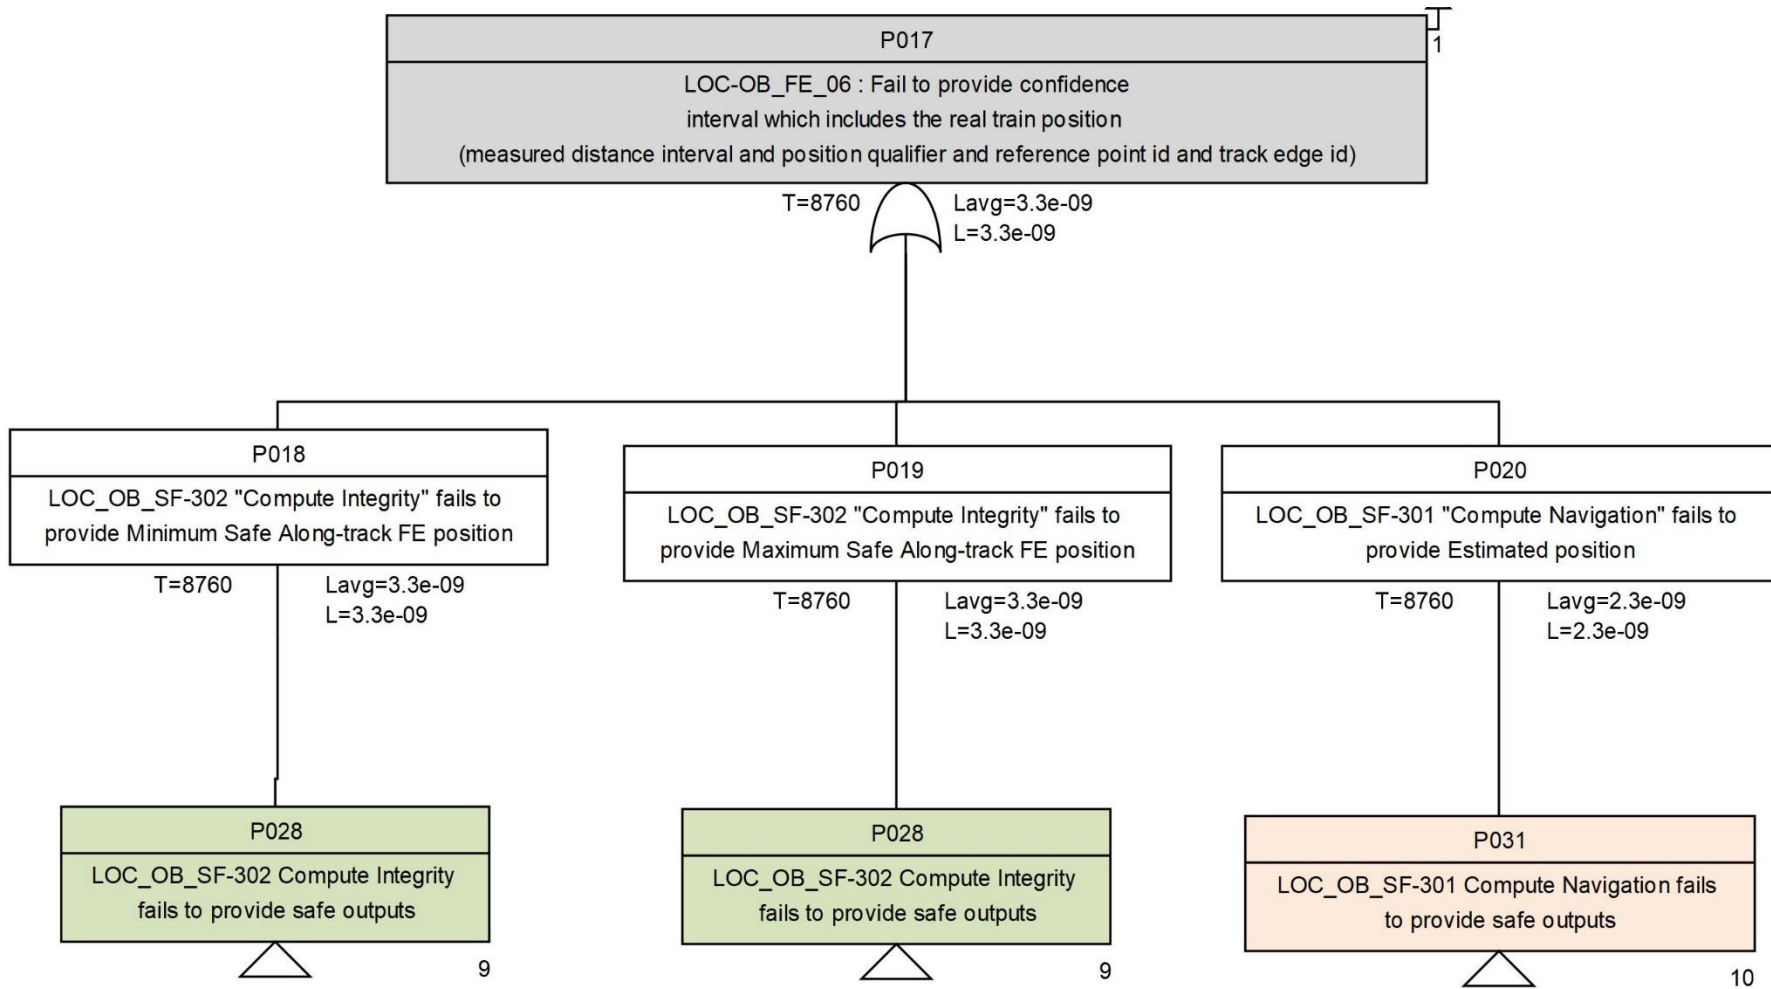 P017
1
LOC-OB_FE_06 : Fail to provide confidence
interval which includes the real train position
(measured distance interval and position qualifier and reference point id and track edge id)
T=8760
Lavg=3.3e-09
L=3.3e-09
P018
LOC_OB_SF-302 "Compute Integrity" fails to
provide Minimum Safe Along-track FE position
T=8760
Lavg=3.3e-09
L=3.3e-09
P019
LOC_OB_SF-302 "Compute Integrity" fails to
provide Maximum Safe Along-track FE position
T=8760
Lavg=3.3e-09
L=3.3e-09
P020
LOC_OB_SF-301 "Compute Navigation" fails to
provide Estimated position
T=8760
Lavg=2.3e-09
L=2.3e-09
P028
LOC_OB_SF-302 Compute Integrity
fails to provide safe outputs
9
P028
LOC_OB_SF-302 Compute Integrity
fails to provide safe outputs
9
P031
LOC_OB_SF-301 Compute Navigation fails
to provide safe outputs
10